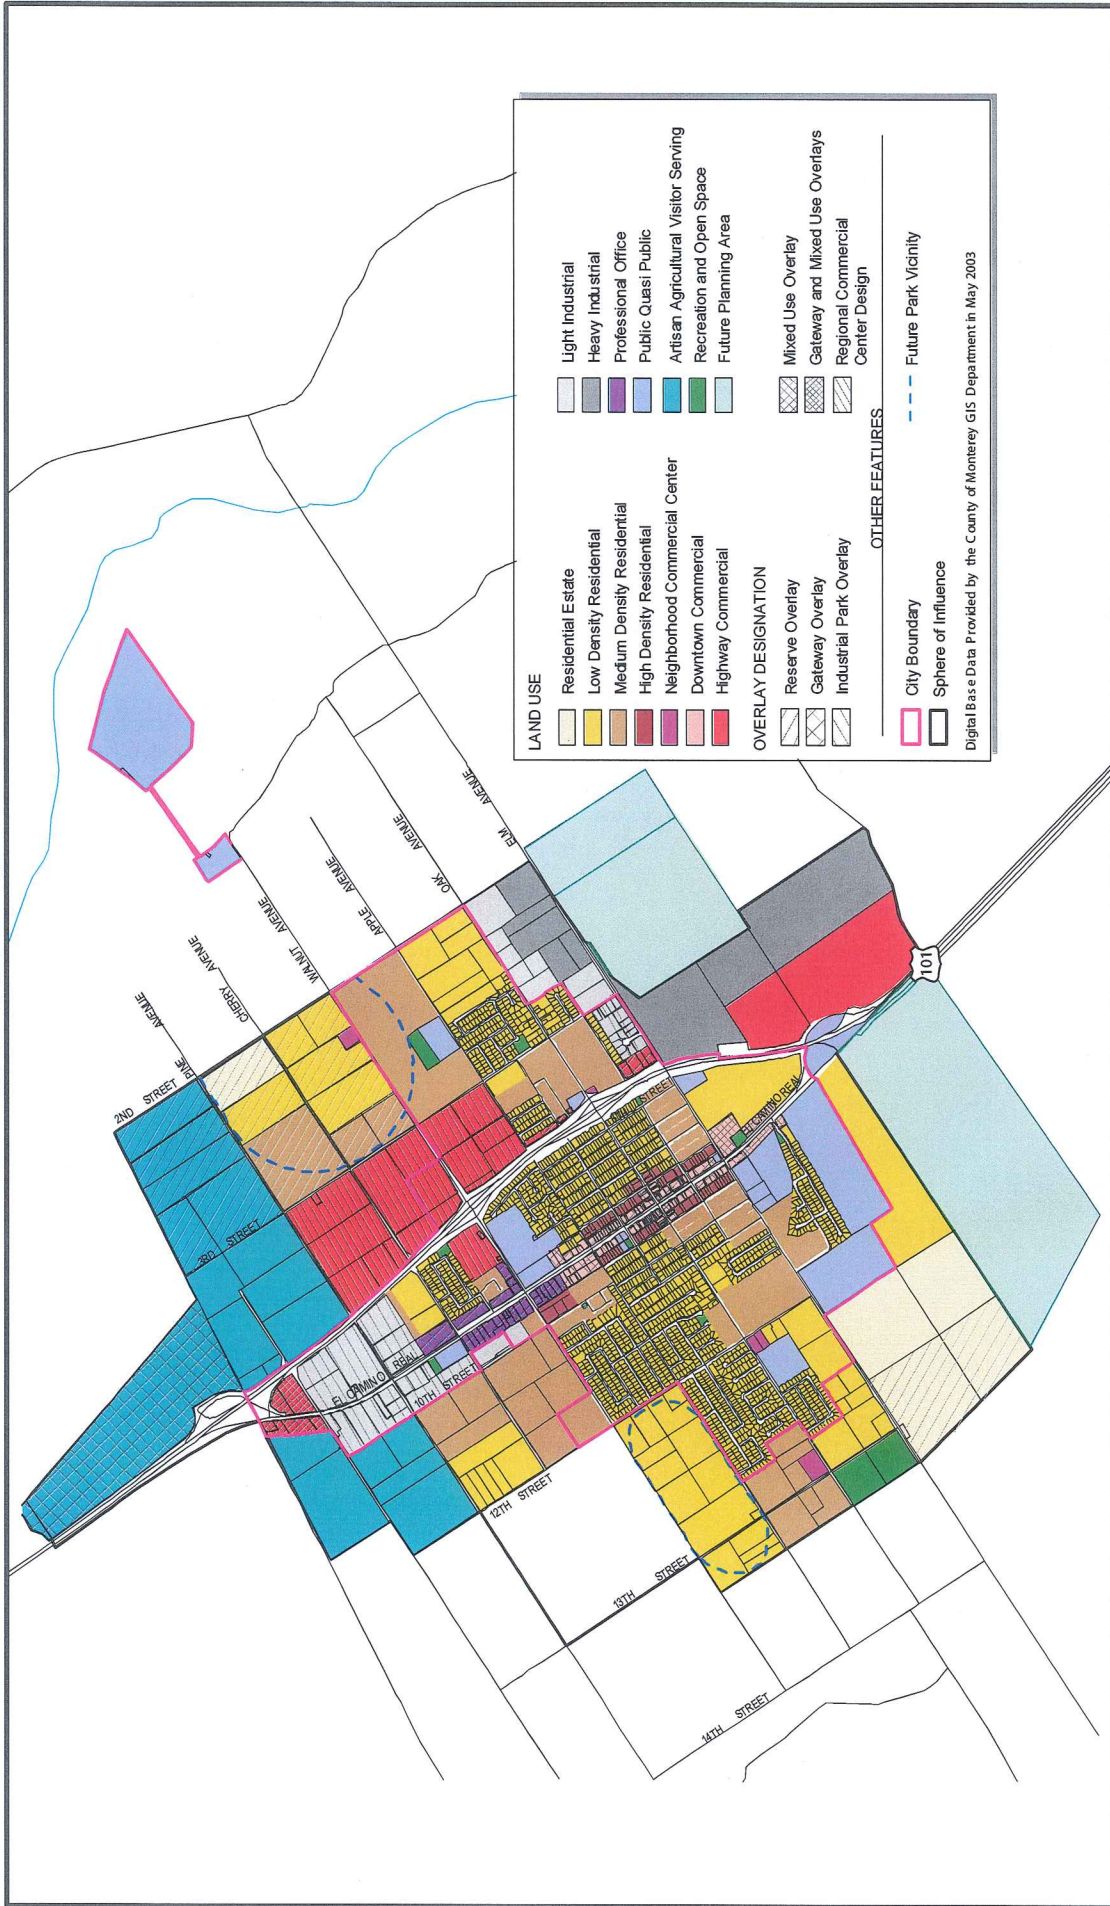 2ND STREET
PINE AVENUE
CHERRY AVENUE
WALNUT AVENUE
APPLE AVENUE
OAK AVENUE
ELM AVENUE
3RD STREET
EL CAMINO REAL
10TH STREET
12TH STREET
13TH STREET
14TH STREET
STREET
EL CAMINO REAL
101
LAND USE
Residential Estate
Low Density Residential
Medium Density Residential
High Density Residential
Neighborhood Commercial Center
Downtown Commercial
Highway Commercial
Light Industrial
Heavy Industrial
Professional Office
Public Quasi Public
Artisan Agricultural Visitor Serving
Recreation and Open Space
Future Planning Area
OVERLAY DESIGNATION
Reserve Overlay
Gateway Overlay
Industrial Park Overlay
Mixed Use Overlay
Gateway and Mixed Use Overlays
Regional Commercial
Center Design
OTHER FEATURES
City Boundary
Sphere of Influence
Future Park Vicinity
Digital Base Data Provided by the County of Monterey GIS Department in May 2003